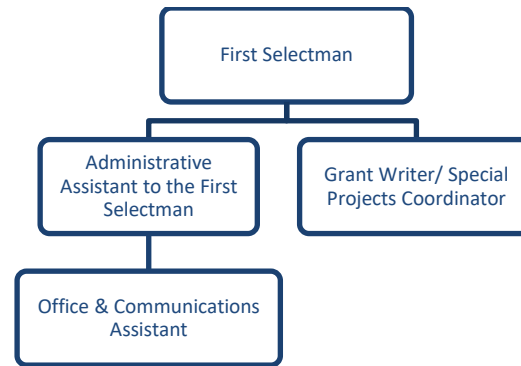 First Selectman
Administrative
Assistant to the First
Selectman
Grant Writer/ Special
Projects Coordinator
Office & Communications
Assistant